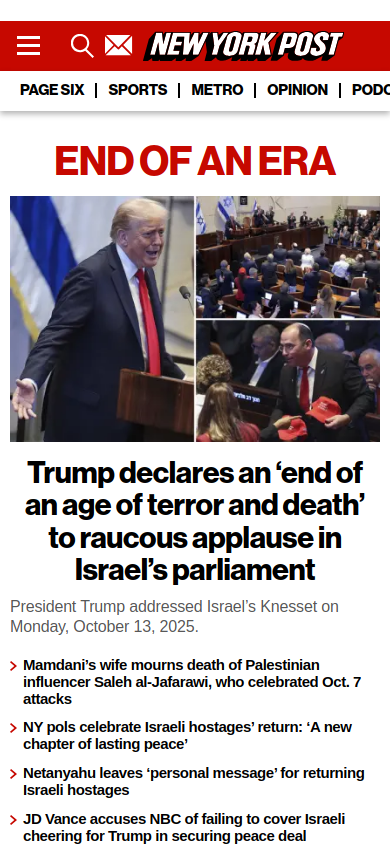 NEW YORK POST
PAGE SIX | SPORTS | METRO | OPINION | PODC
END OF AN ERA
Trump declares an ‘end of
an age of terror and death’
to raucous applause in
Israel’s parliament
President Trump addressed Israel’s Knesset on
Monday, October 13, 2025.
Mamdani’s wife mourns death of Palestinian
influencer Saleh al-Jafarawi, who celebrated Oct. 7
attacks
NY pols celebrate Israeli hostages’ return: ‘A new
chapter of lasting peace’
Netanyahu leaves ‘personal message’ for returning
Israeli hostages
JD Vance accuses NBC of failing to cover Israeli
cheering for Trump in securing peace deal